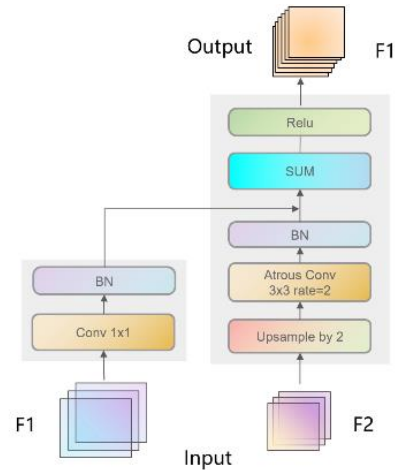 Output
F1
Relu
SUM
BN
BN
Atrous Conv
3x3 rate=2
Conv 1x1
Upsample by 2
F1
F2
Input